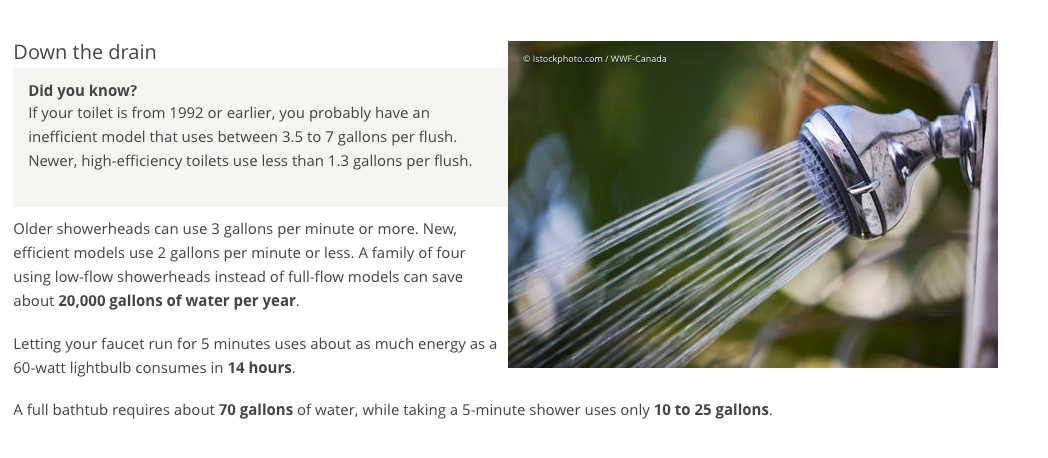 Down the drain
© Istockphoto.com / WWF-Canada
Did you know?
If your toilet is from 1992 or earlier, you probably have an
inefficient model that uses between 3.5 to 7 gallons per flush.
Newer, high-efficiency toilets use less than 1.3 gallons per flush.
Older showerheads can use 3 gallons per minute or more. New,
efficient models use 2 gallons per minute or less. A family of four
using low-flow showerheads instead of full-flow models can save
about 20,000 gallons of water per year.
Letting your faucet run for 5 minutes uses about as much energy as a
60-watt lightbulb consumes in 14 hours.
A full bathtub requires about 70 gallons of water, while taking a 5-minute shower uses only 10 to 25 gallons.